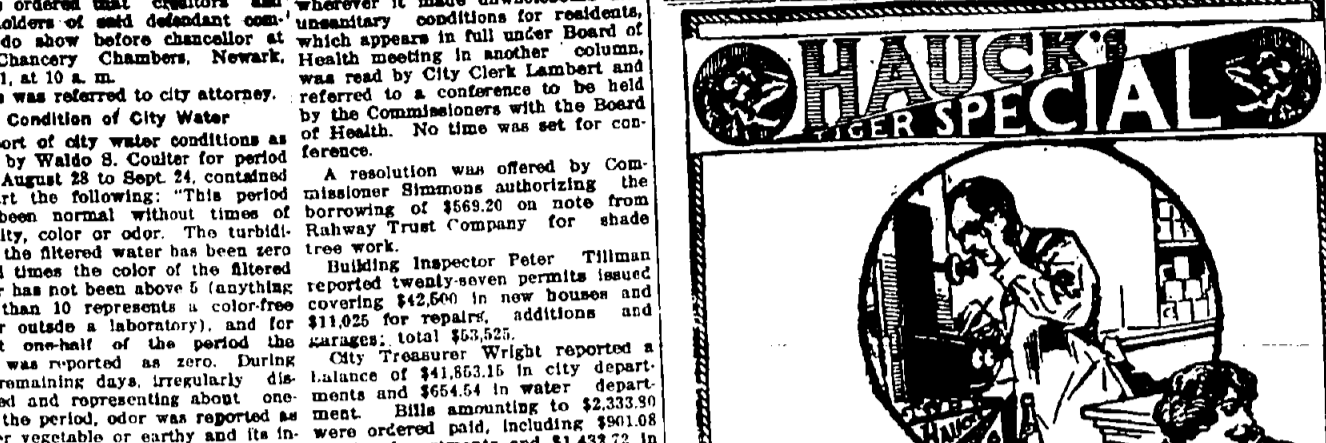 ordered that creditors and
olders of said defendant com-
do show before chancellor at
Chancery Chambers, Newark,
1, at 10 a. m.
was referred to city attorney.
Condition of City Water
ort of city water conditions as
by Waldo S. Coulter for period
August 28 to Sept. 24, contained
rt the following: "This period
been normal without times of
ity, color or odor. The turbidi-
the filtered water has been zero
times the color of the filtered
r has not been above 5 (anything
than 10 represents a color-free
r outsde a laboratory), and for
t one-half of the period the
was reported as zero. During
remaining days, irregularly dis-
ed and representing about one-
the period, odor was reported as
er vegetable or earthy and its in-
wherever it made
unsanitary conditions for residents,
which appears in full under Board of
Health meeting in another column,
was read by City Clerk Lambert and
referred to a conference to be held
by the Commissioners with the Board
of Health. No time was set for con-
ference.
A resolution was offered by Com-
missioner Simmons authorizing the
borrowing of $569.20 on note from
Rahway Trust Company for shade
tree work.
Building Inspector Peter Tillman
reported twenty-seven permits issued
covering $42,500 in new houses and
$11,025 for repairs, additions and
garages; total $53,525.
City Treasurer Wright reported a
balance of $41,853.15 in city depart-
ments and $654.54 in water depart-
ment. Bills amounting to $2,333.80
were ordered paid, including $901.08
and $1,432.72 in
HAUCK'S
TIGER SPECIAL
HAUCK